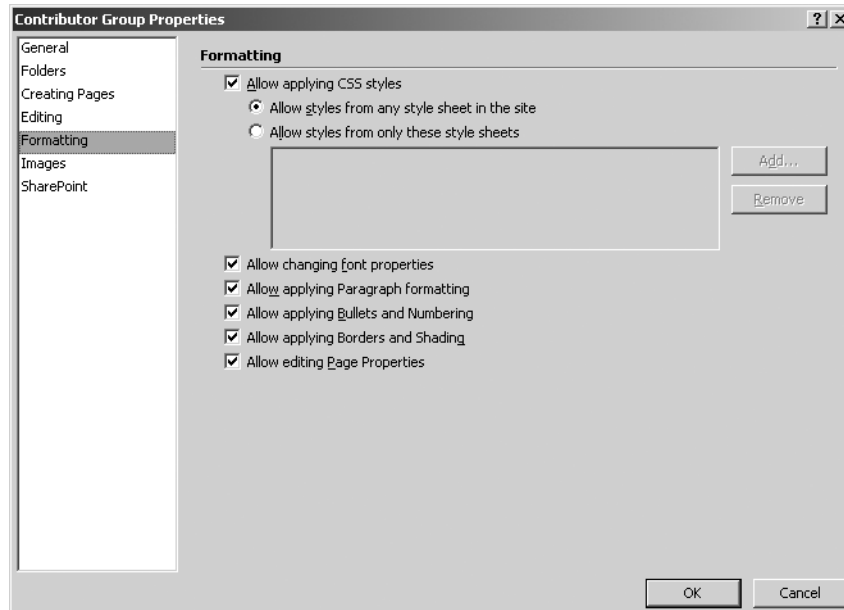 Contributor Group Properties
General
Folders
Creating Pages
Editing
Formatting
Images
SharePoint
Formatting
Allow applying CSS styles
Allow styles from any style sheet in the site
Allow styles from only these style sheets
Add...
Remove
Allow changing font properties
Allow applying Paragraph formatting
Allow applying Bullets and Numbering
Allow applying Borders and Shading
Allow editing Page Properties
OK
Cancel